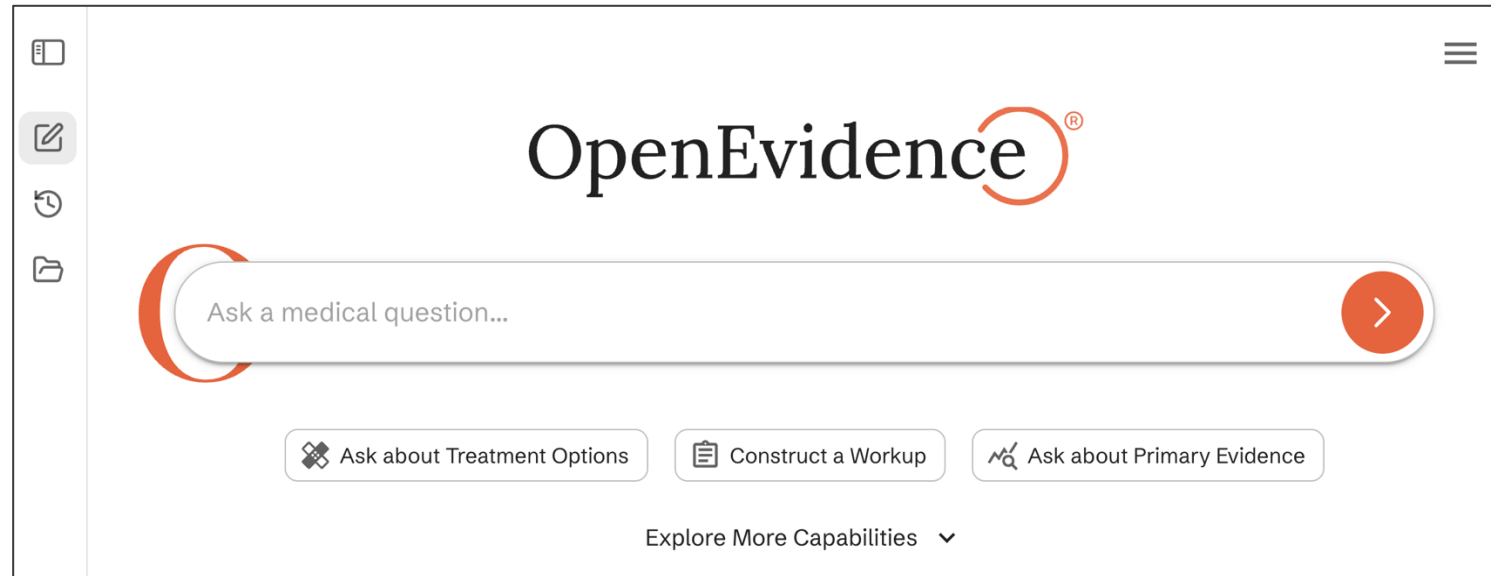 OpenEvidence®
Ask a medical question...
Ask about Treatment Options
Construct a Workup
Ask about Primary Evidence
Explore More Capabilities